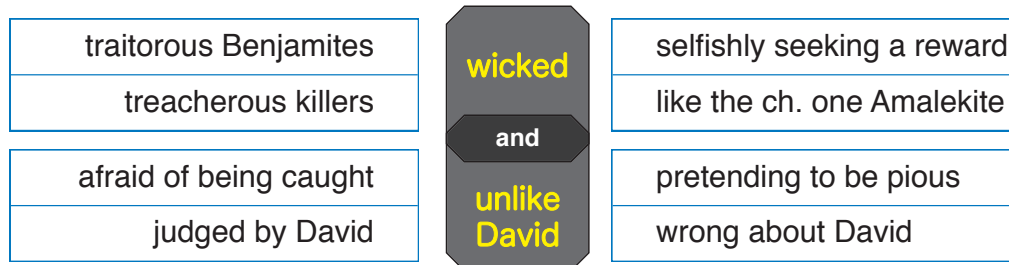 traitorous Benjamites
treacherous killers
afraid of being caught
judged by David
wicked
and
unlike
David
selfishly seeking a reward
like the ch. one Amalekite
pretending to be pious
wrong about David